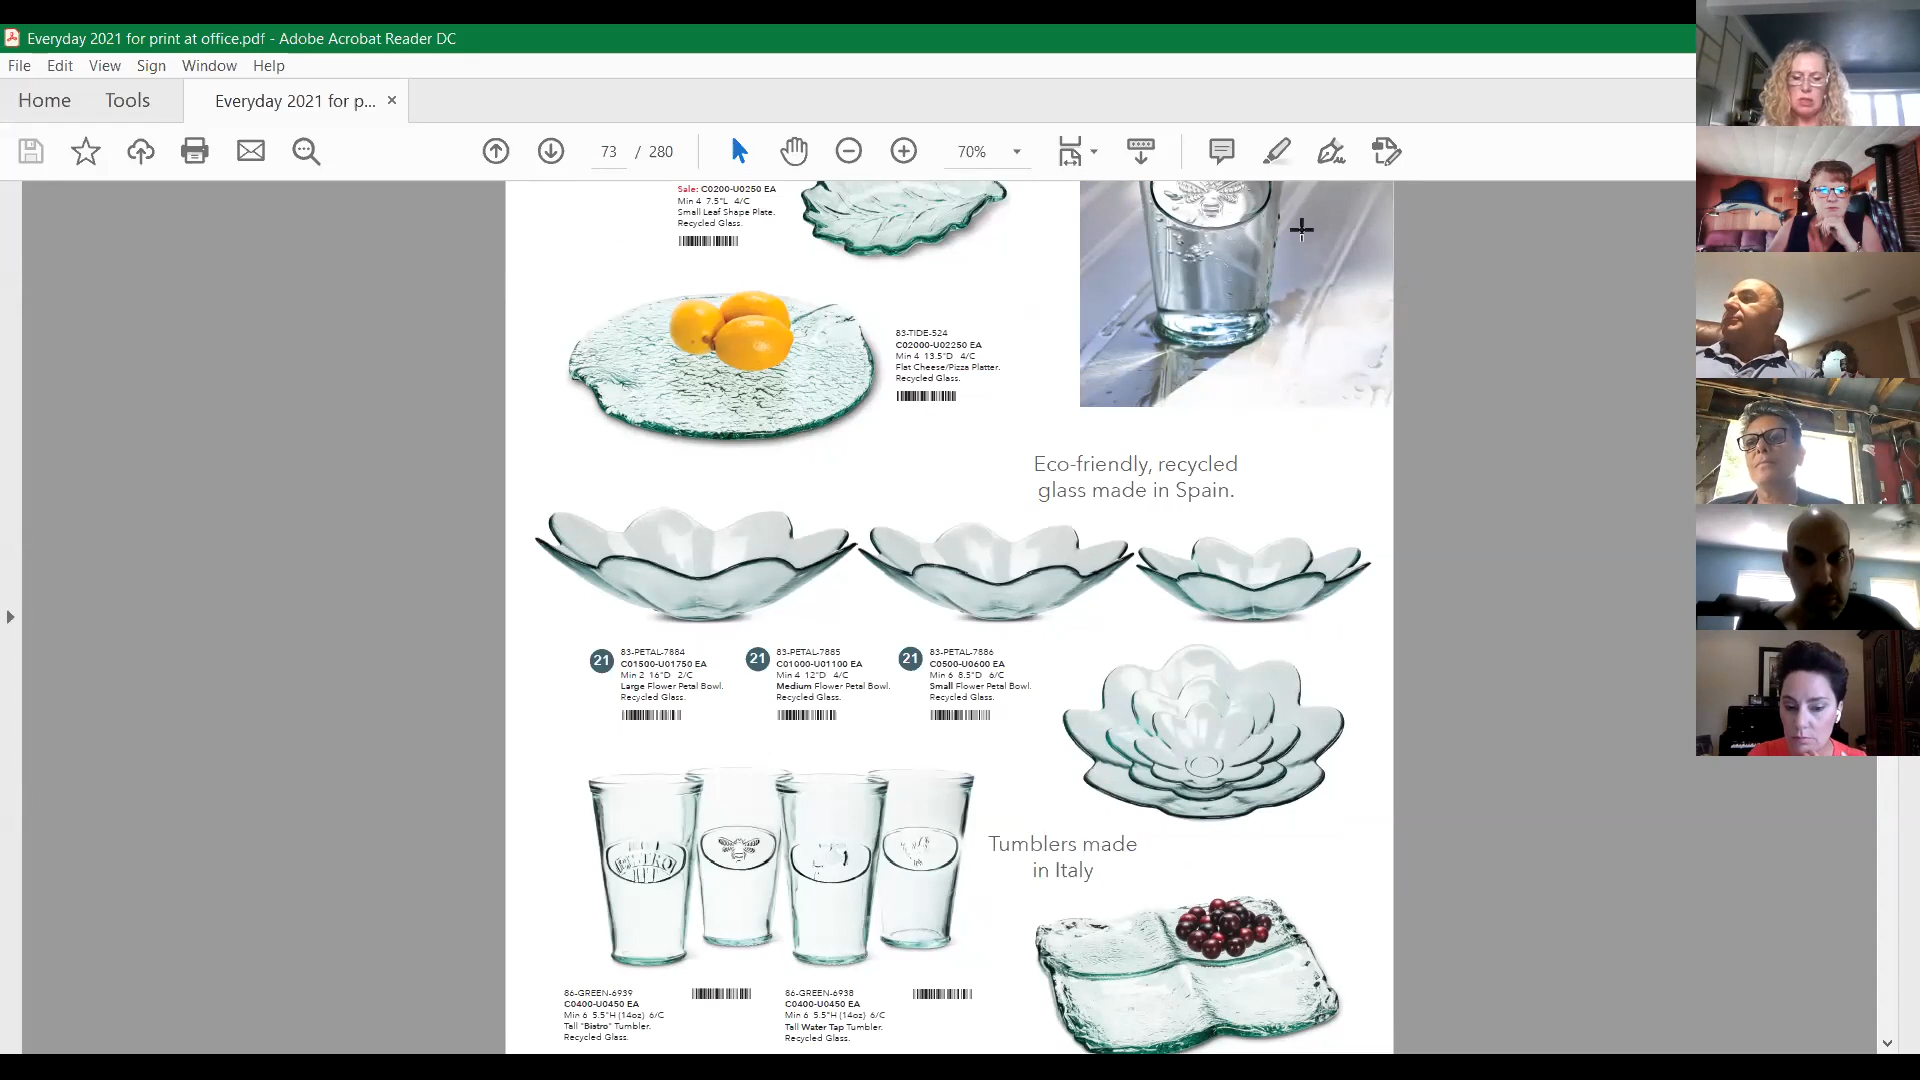 Everyday 2021 for print at office.pdf - Adobe Acrobat Reader DC
File Edit View Sign Window Help
Home Tools Everyday 2021 for p... ×
73 / 280 70%
Sale: C0200-U0250 EA
Min 4 7.5"L 4/C
Small Leaf Shape Plate.
Recycled Glass.
83-TIDE-524
C02000-U02250 EA
Min 4 13.5"D 4/C
Flat Cheese/Pizza Platter.
Recycled Glass.
Eco-friendly, recycled
glass made in Spain.
21
83-PETAL-7884
C01500-U01750 EA
Min 2 16"D 2/C
Large Flower Petal Bowl.
Recycled Glass.
21
83-PETAL-7885
C01000-U01100 EA
Min 4 12"D 4/C
Medium Flower Petal Bowl.
Recycled Glass.
21
83-PETAL-7886
C0500-U0600 EA
Min 6 8.5"D 6/C
Small Flower Petal Bowl.
Recycled Glass.
Tumblers made
in Italy
86-GREEN-6939
C0400-U0450 EA
Min 6 5.5"H (14oz) 6/C
Tall "Bistro" Tumbler.
Recycled Glass.
86-GREEN-6938
C0400-U0450 EA
Min 6 5.5"H (14oz) 6/C
Tall Water Tap Tumbler.
Recycled Glass.